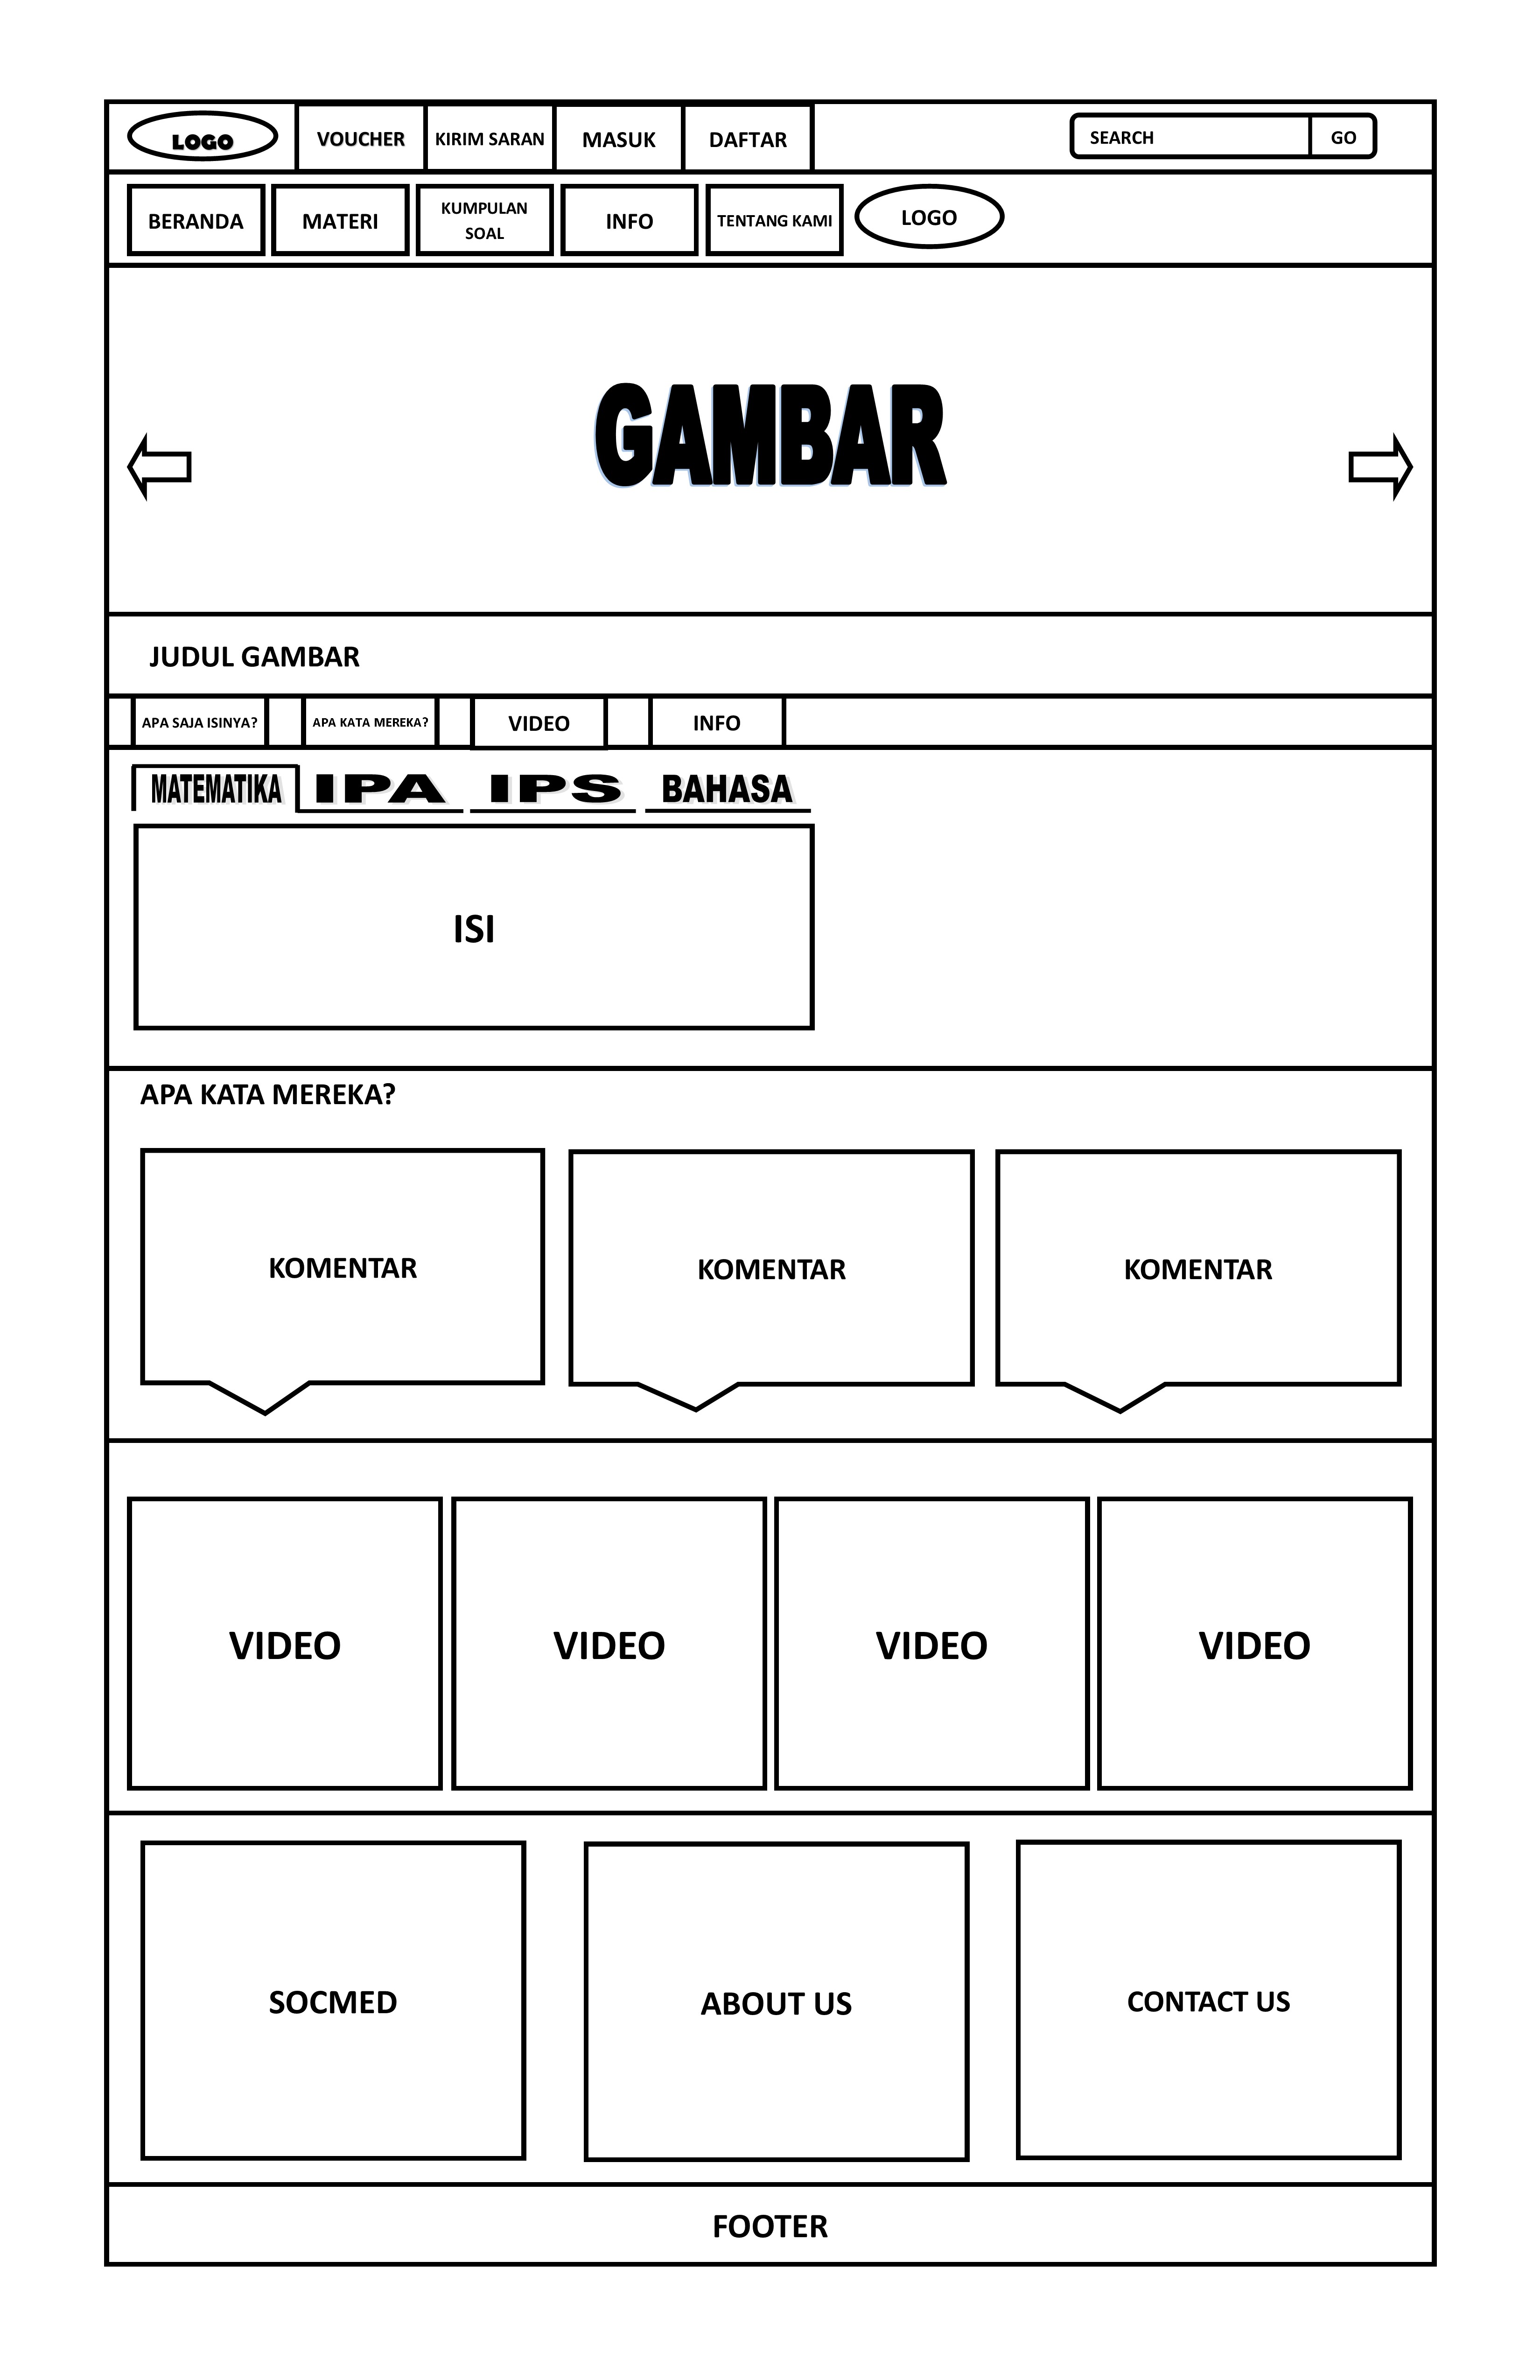 LOGO
VOUCHER
KIRIM SARAN
MASUK
DAFTAR
SEARCH
GO
BERANDA
MATERI
KUMPULAN
SOAL
INFO
TENTANG KAMI
LOGO
GAMBAR
JUDUL GAMBAR
APA SAJA ISINYA?
APA KATA MEREKA?
VIDEO
INFO
MATEMATIKA
IPA
IPS
BAHASA
ISI
APA KATA MEREKA?
KOMENTAR
KOMENTAR
KOMENTAR
VIDEO
VIDEO
VIDEO
VIDEO
SOCMED
ABOUT US
CONTACT US
FOOTER